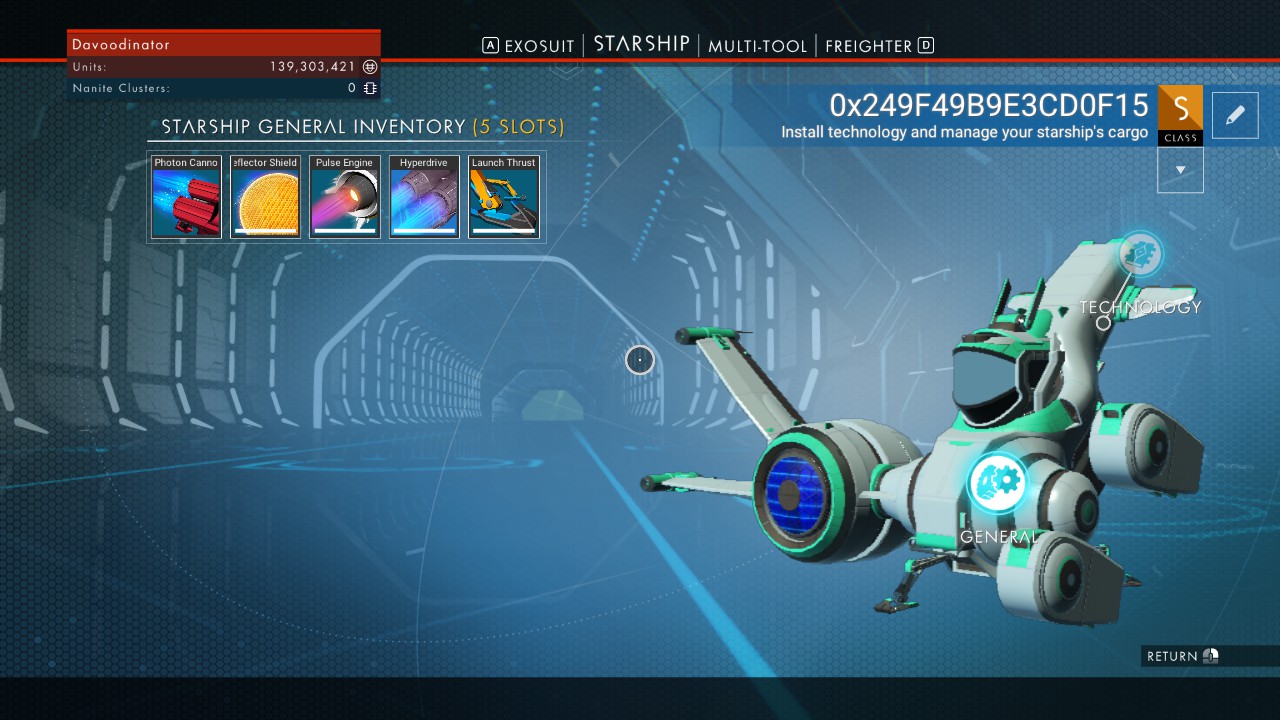 Davoodinator
Units: 139,303,421
Nanite Clusters: 0
A EXOSUIT STARSHIP MULTI-TOOL FREIGHTER D
0x249F49B9E3CD0F15
Install technology and manage your starship's cargo
S
CLASS
STARSHIP GENERAL INVENTORY (5 SLOTS)
Photon Canno eflector Shield Pulse Engine Hyperdrive Launch Thrust
TECHNOLOGY
GENERAL
RETURN